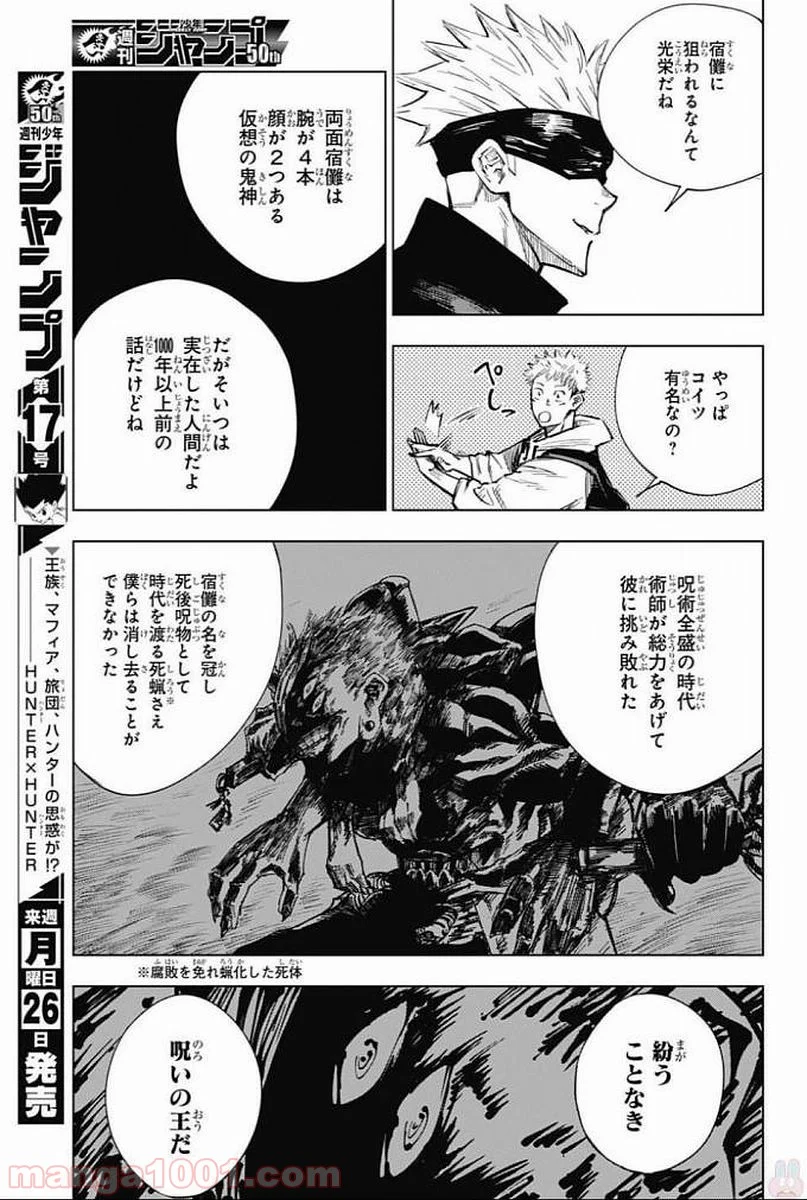 宿儺に
狙われるなんて
光栄だね
やっぱ
コイツ
有名なの？
ぺっ
両面宿儺は
腕が４本
顔が２つある
仮想の鬼神
だがそいつは
実在した人間だよ
1000年以上前の
話だけどね
呪術全盛の時代
術師が総力をあげて
彼に挑み敗れた
宿儺の名を冠し
死後呪物として
時代を渡る死蝋※さえ
僕らは消し去ることが
できなかった
※腐敗を免れ蝋化した死体
紛う
ことなき
呪いの王だ
週刊少年ジャンプ50th
50th
週刊少年
ジャンプ
第17号
▼王族、マフィア、旅団、ハンターの思惑が!?
HUNTER×HUNTER
来週月曜日26日発売
manga1001.com